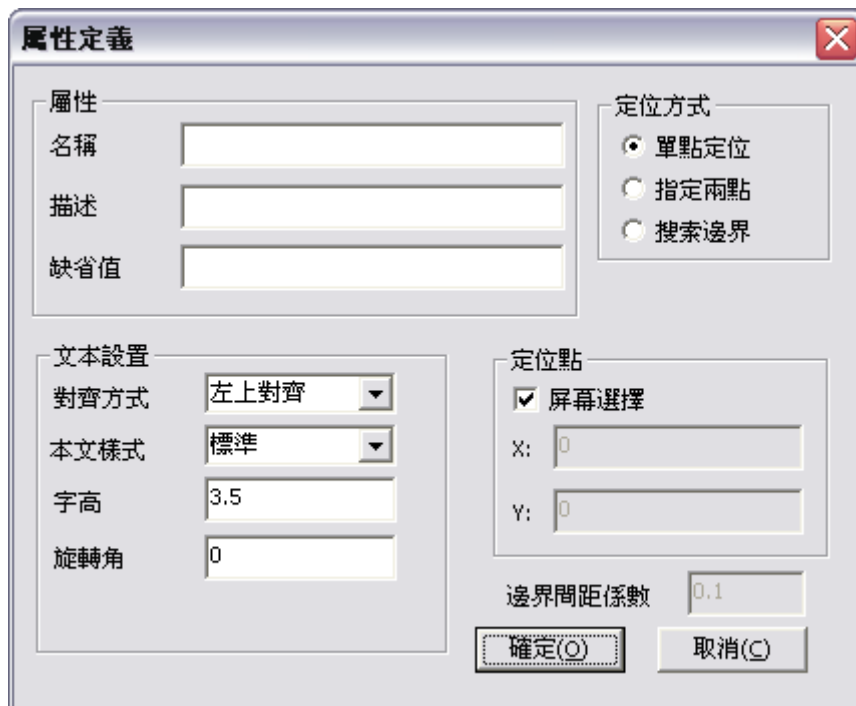 属性定義
屬性
名稱
描述
缺省值
定位方式
單點定位
指定兩點
搜索邊界
文本設置
對齊方式 左上對齊
本文樣式 標準
字高 3.5
旋轉角 0
定位點
屏幕選擇
X: 0
Y: 0
邊界間距係數 0.1
確定(O) 取消(C)